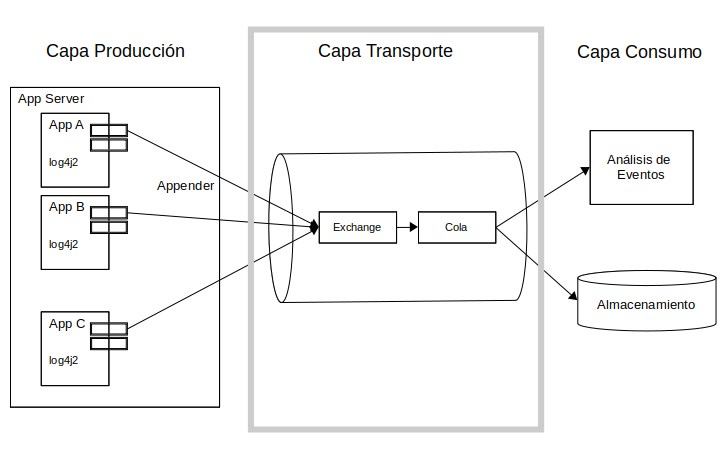 Capa Producción
Capa Transporte
Capa Consumo
App Server
App A
log4j2
Appender
App B
log4j2
App C
log4j2
Exchange
Cola
Análisis de
Eventos
Almacenamiento